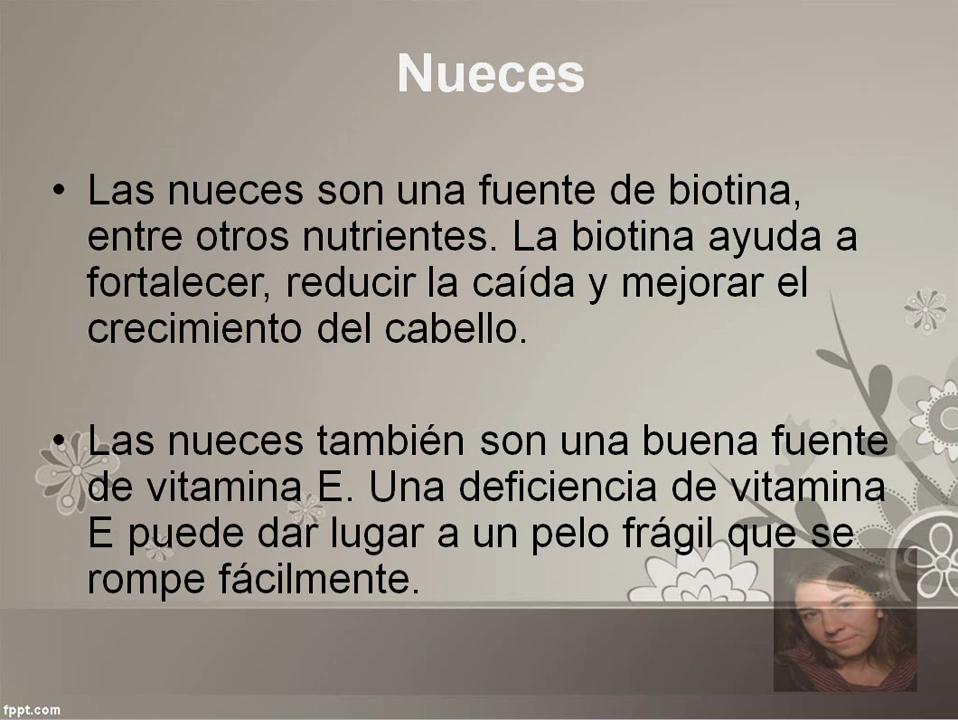 Nueces
• Las nueces son una fuente de biotina,
entre otros nutrientes. La biotina ayuda a
fortalecer, reducir la caída y mejorar el
crecimiento del cabello.
• Las nueces también son una buena fuente
de vitamina E. Una deficiencia de vitamina
E puede dar lugar a un pelo frágil que se
rompe fácilmente.
fppt.com